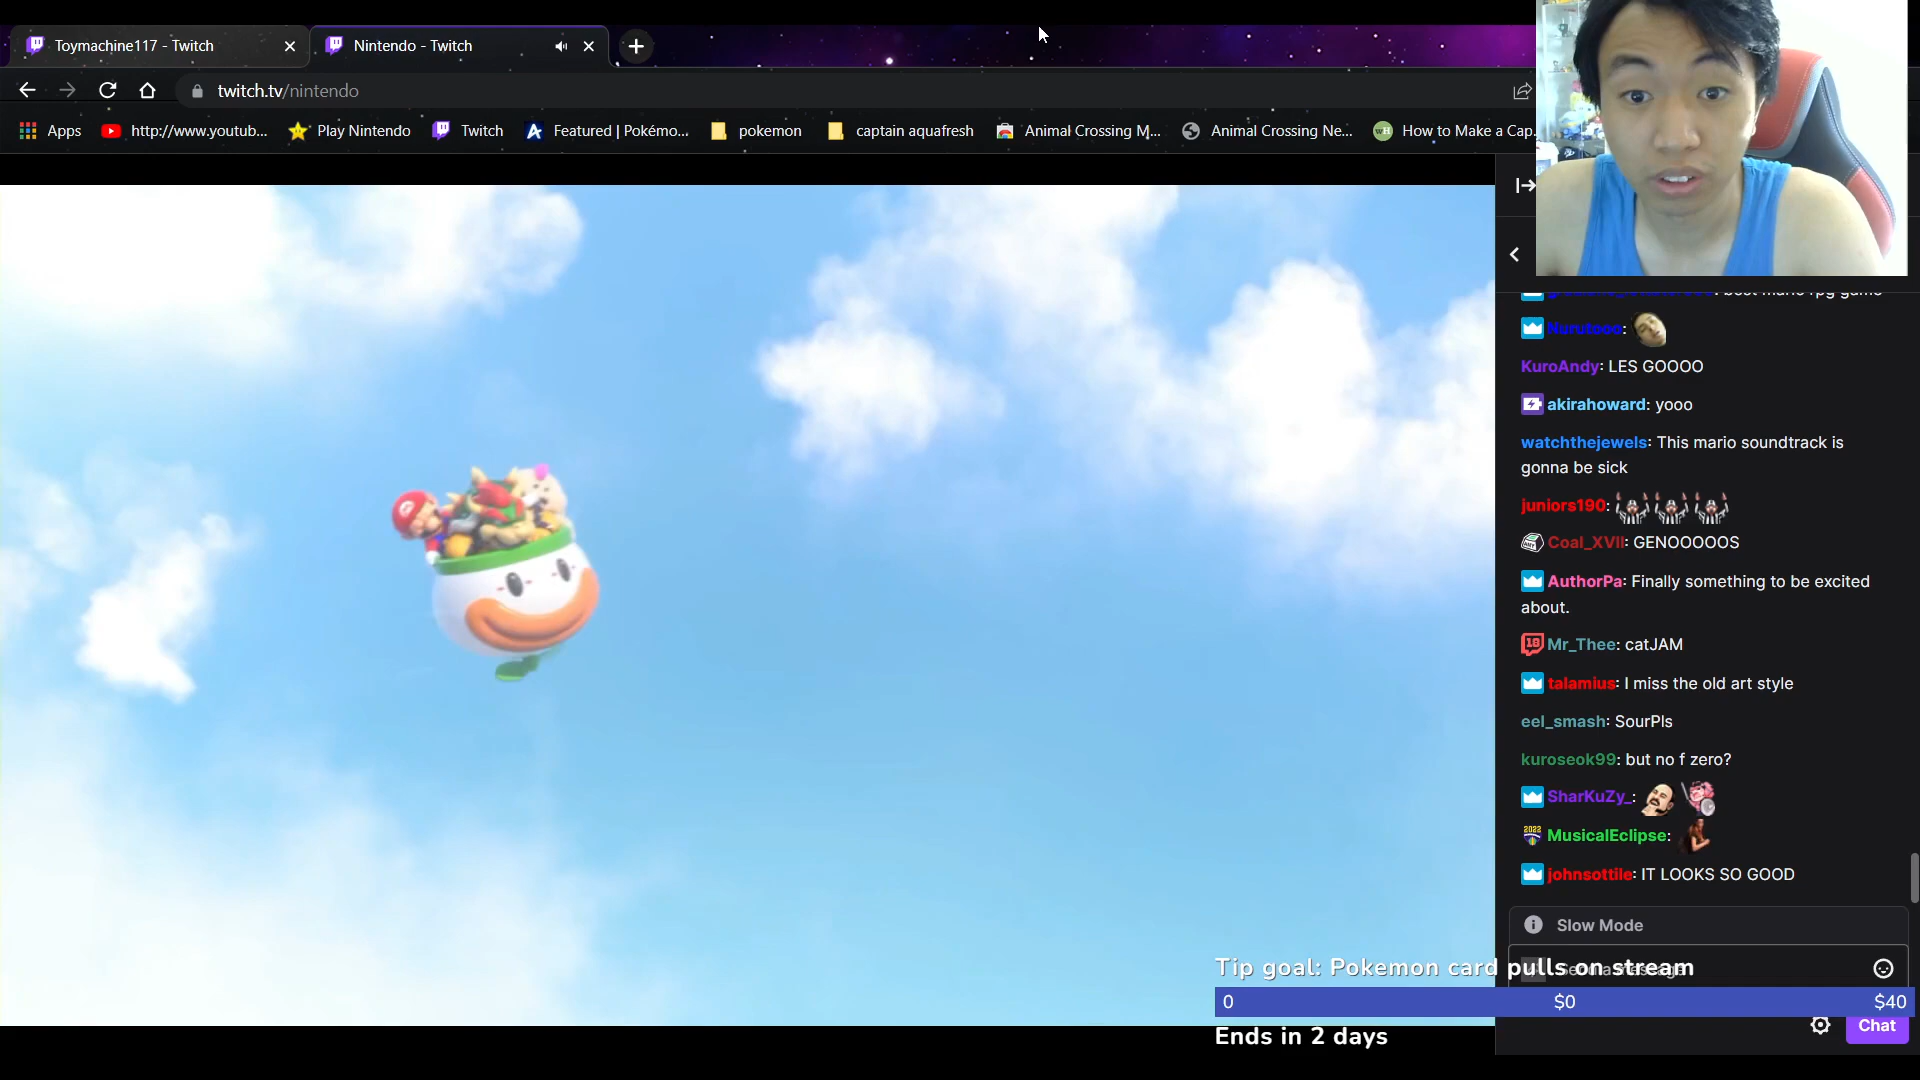 Toymachine117 - Twitch
Nintendo - Twitch
twitch.tv/nintendo
Apps
http://www.youtub...
Play Nintendo
Twitch
Featured | Pokémo...
pokemon
captain aquafresh
Animal Crossing M...
Animal Crossing Ne...
How to Make a Cap...
: best mario rpg game
Nurutooo:
KuroAndy: LES GOOOO
akirahoward: yooo
watchthejewels: This mario soundtrack is
gonna be sick
juniors190:
Coal_XVII: GENOOOOOS
AuthorPa: Finally something to be excited
about.
Mr_Thee: catJAM
talamius: I miss the old art style
eel_smash: SourPls
kuroseok99: but no f zero?
SharKuZy_:
MusicalEclipse:
johnsottile: IT LOOKS SO GOOD
Slow Mode
Tip goal: Pokemon card pulls on stream
0 $0 $40
Ends in 2 days
Chat